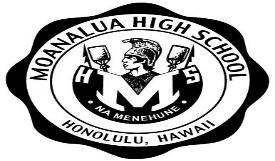 MOANALUA HIGH SCHOOL
H S
M
• NA MENEHUNE •
HONOLULU, HAWAII